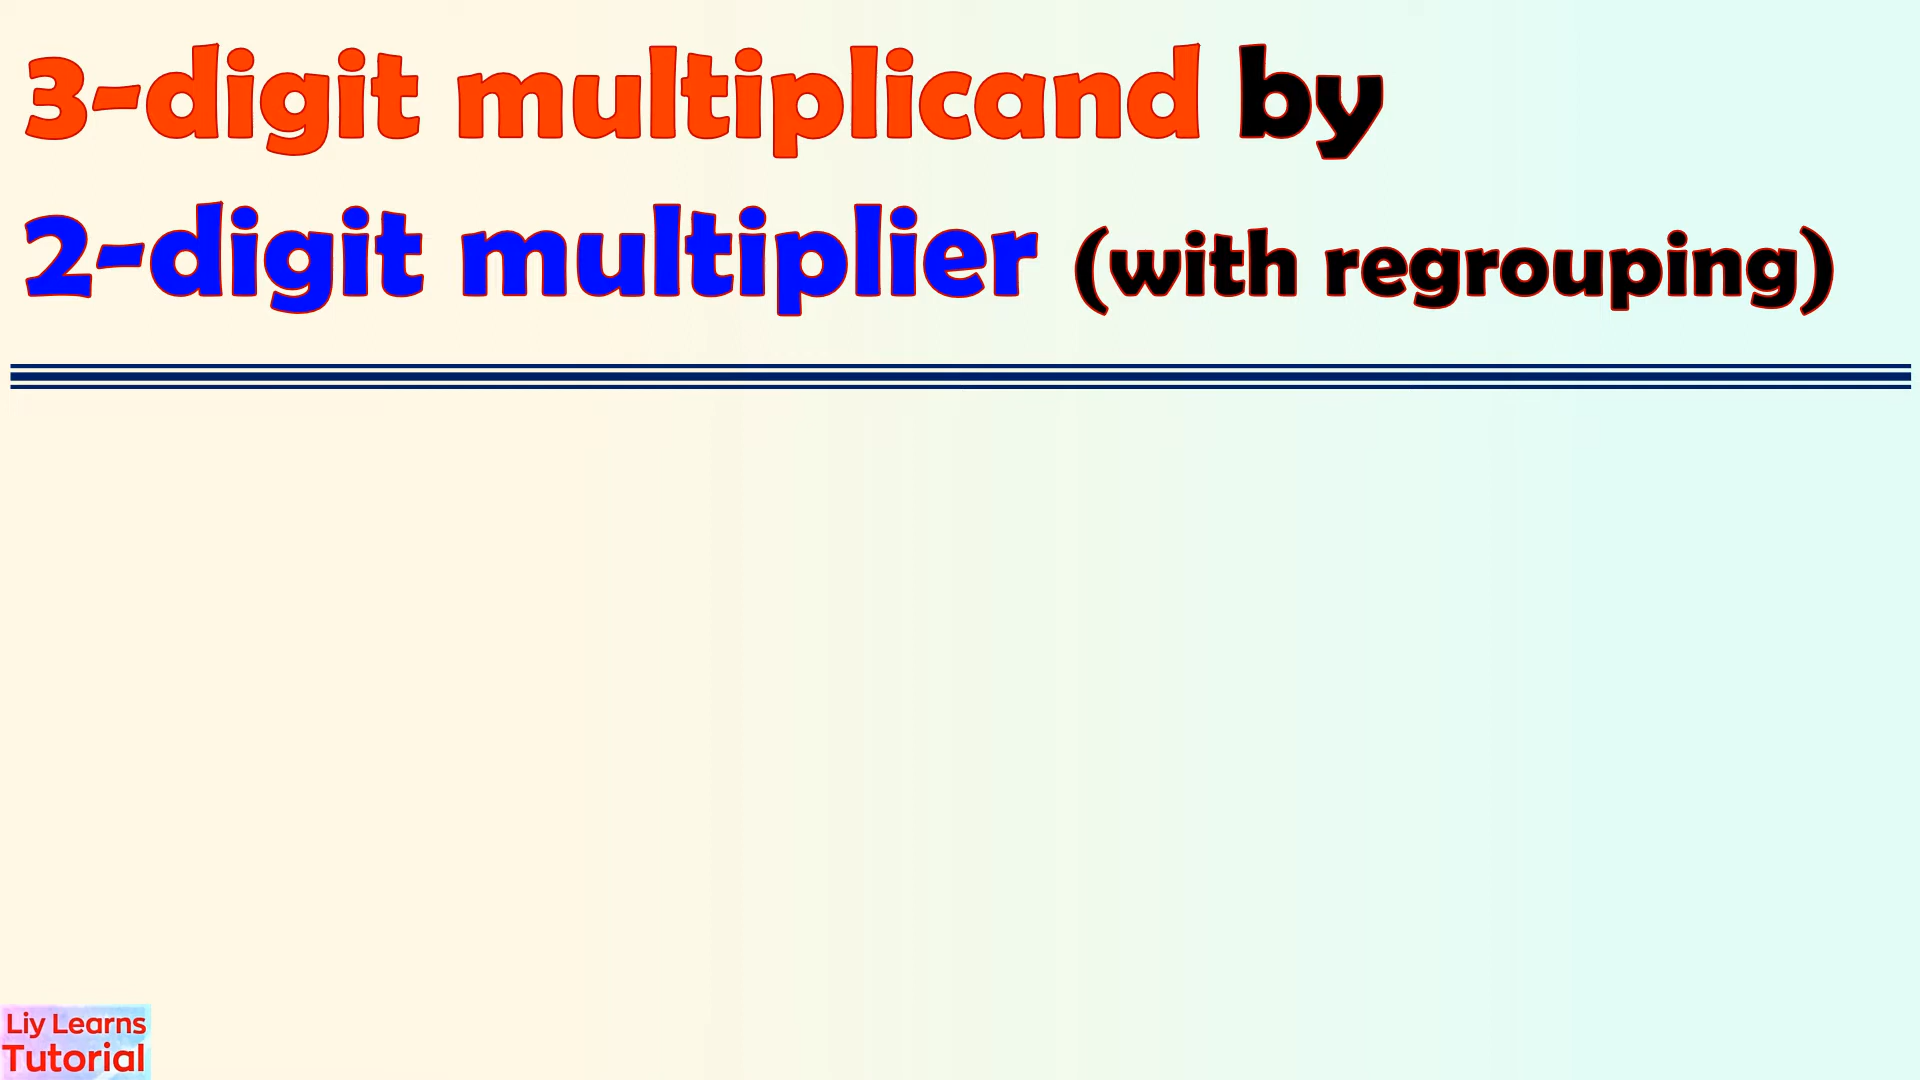 3-digit multiplicand by
2-digit multiplier (with regrouping)
Liy Learns
Tutorial